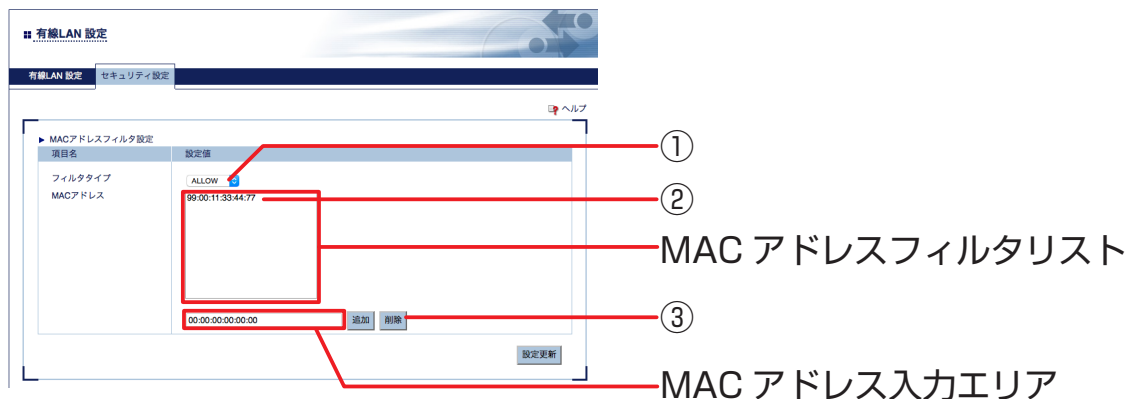 有線LAN 設定
有線LAN 設定 セキュリティ設定
ヘルプ
MACアドレスフィルタ設定
項目名 設定値
フィルタタイプ ALLOW
①
MACアドレス 99:00:11:33:44:77
②
MAC アドレスフィルタリスト
00:00:00:00:00:00 追加 削除
③
設定更新
MAC アドレス入力エリア